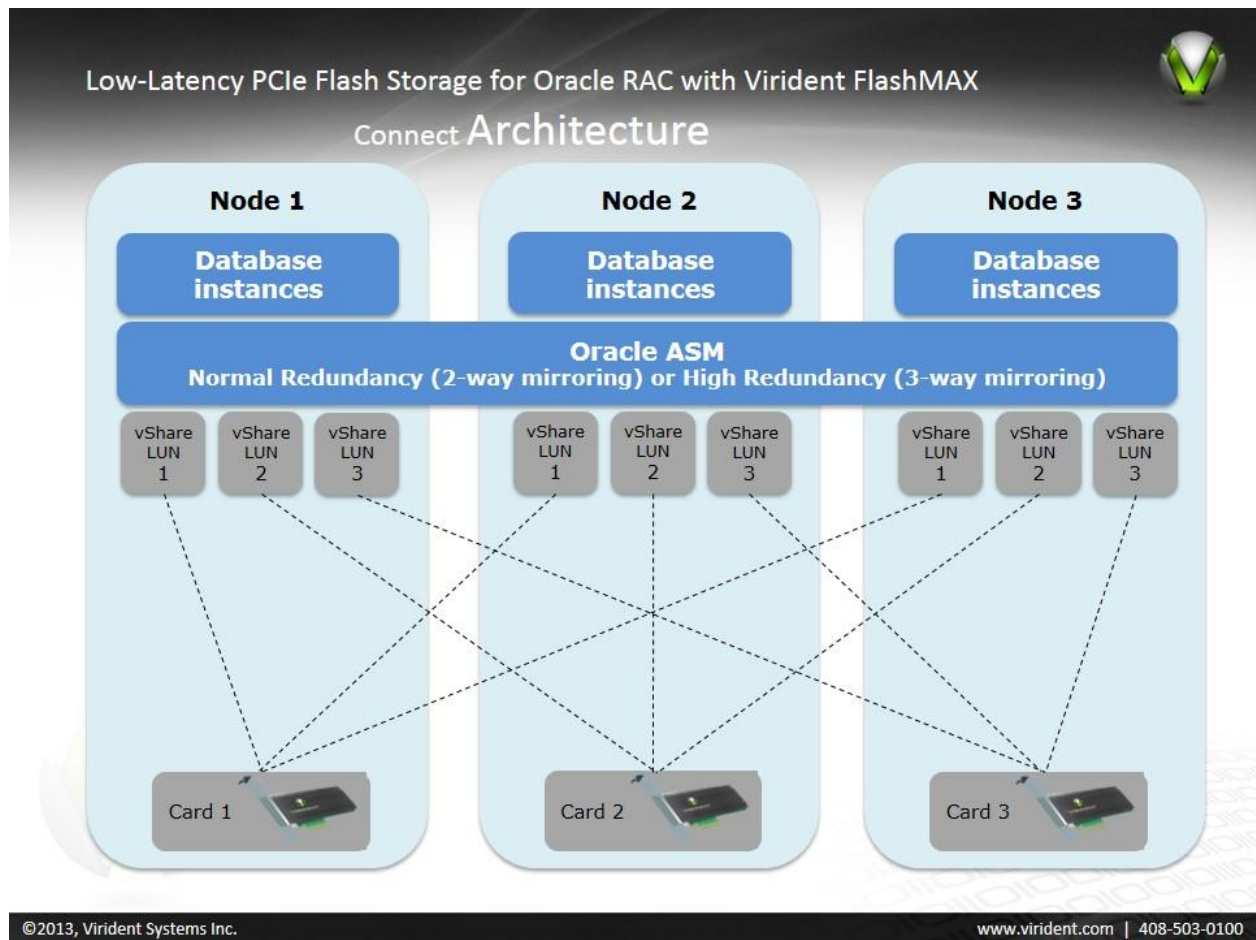 Low-Latency PCIe Flash Storage for Oracle RAC with Virident FlashMAX
Connect Architecture
Node 1
Node 2
Node 3
Database
instances
Database
instances
Database
instances
Oracle ASM
Normal Redundancy (2-way mirroring) or High Redundancy (3-way mirroring)
vShare
LUN
1
vShare
LUN
2
vShare
LUN
3
vShare
LUN
1
vShare
LUN
2
vShare
LUN
3
vShare
LUN
1
vShare
LUN
2
vShare
LUN
3
Card 1
Card 2
Card 3
©2013, Virident Systems Inc.
www.virident.com | 408-503-0100